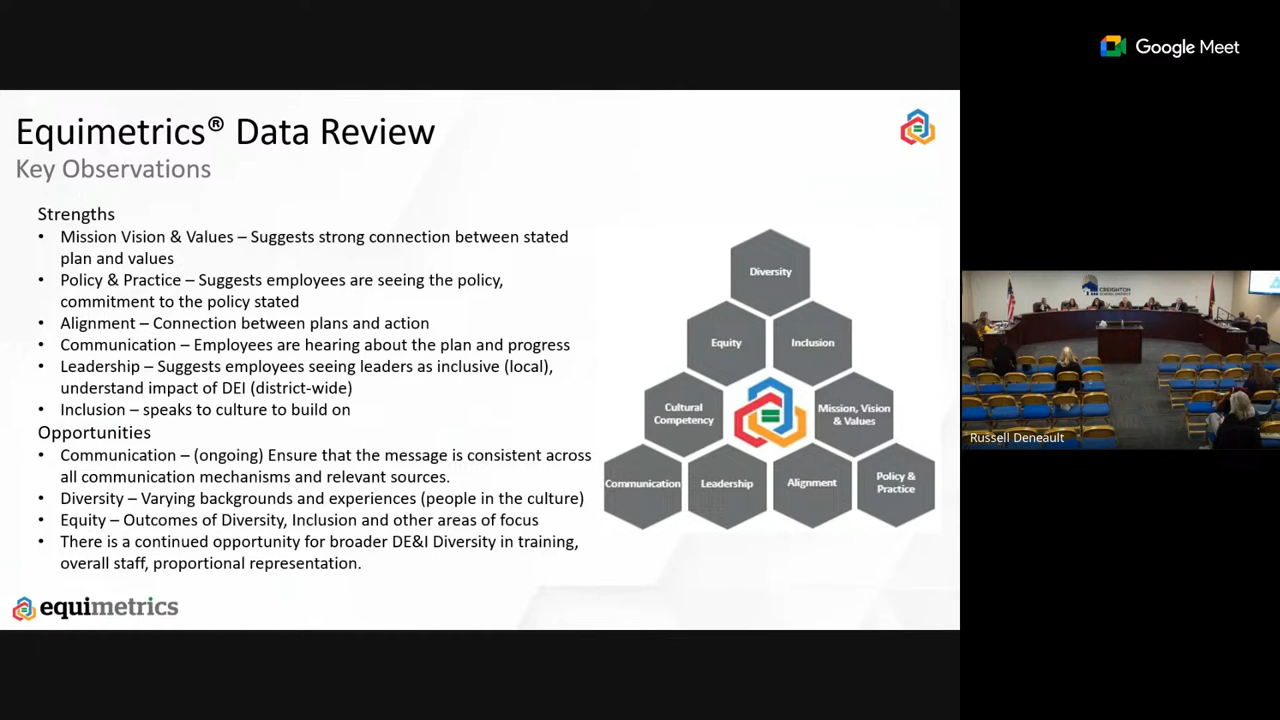 Equimetrics® Data Review
Key Observations
Strengths
• Mission Vision & Values – Suggests strong connection between stated
plan and values
• Policy & Practice – Suggests employees are seeing the policy,
commitment to the policy stated
• Alignment – Connection between plans and action
• Communication – Employees are hearing about the plan and progress
• Leadership – Suggests employees seeing leaders as inclusive (local),
understand impact of DEI (district-wide)
• Inclusion – speaks to culture to build on
Opportunities
• Communication – (ongoing) Ensure that the message is consistent across
all communication mechanisms and relevant sources.
• Diversity – Varying backgrounds and experiences (people in the culture)
• Equity – Outcomes of Diversity, Inclusion and other areas of focus
• There is a continued opportunity for broader DE&I Diversity in training,
overall staff, proportional representation.
Diversity
Equity
Inclusion
Cultural
Competency
Mission, Vision
& Values
Communication
Leadership
Alignment
Policy &
Practice
equimetrics
Google Meet
CREIGHTON
SCHOOL DISTRICT
Russell Deneault